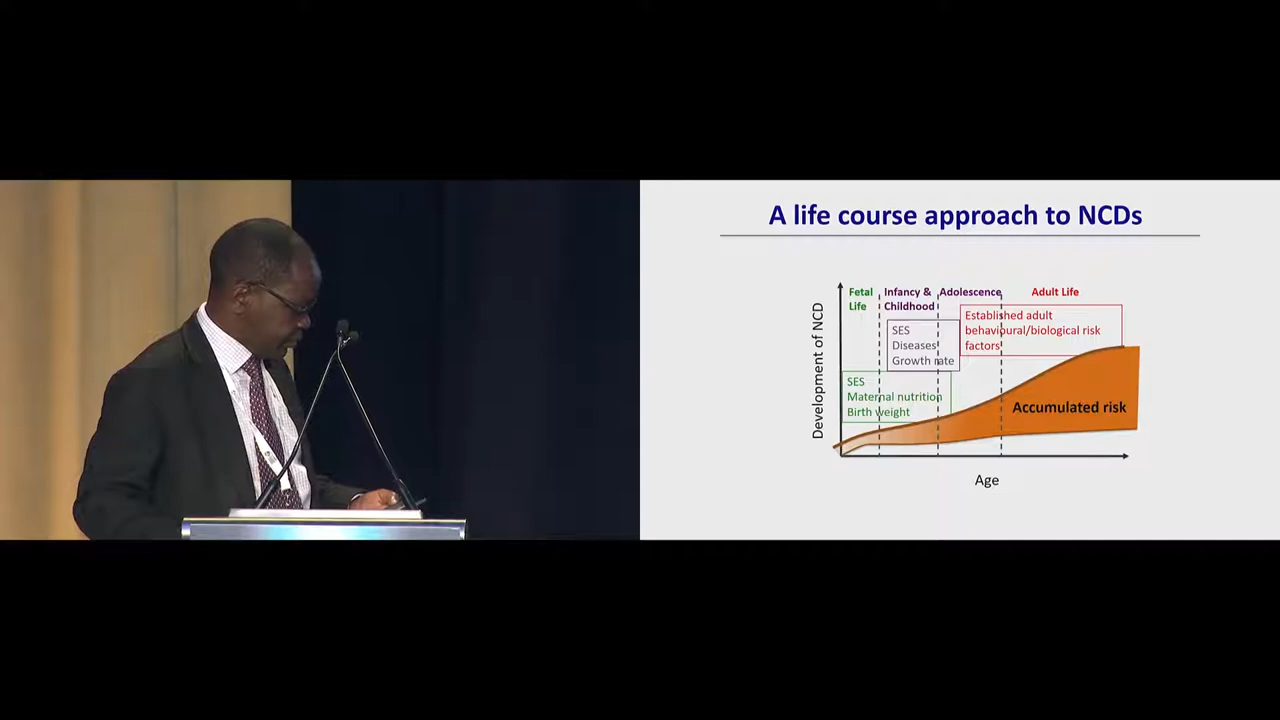 A life course approach to NCDs
Fetal
Life
Infancy &
Childhood
Adolescence
Adult Life
Established adult
behavioural/biological risk
factors
SES
Diseases
Growth rate
SES
Maternal nutrition
Birth weight
Accumulated risk
Development of NCD
Age